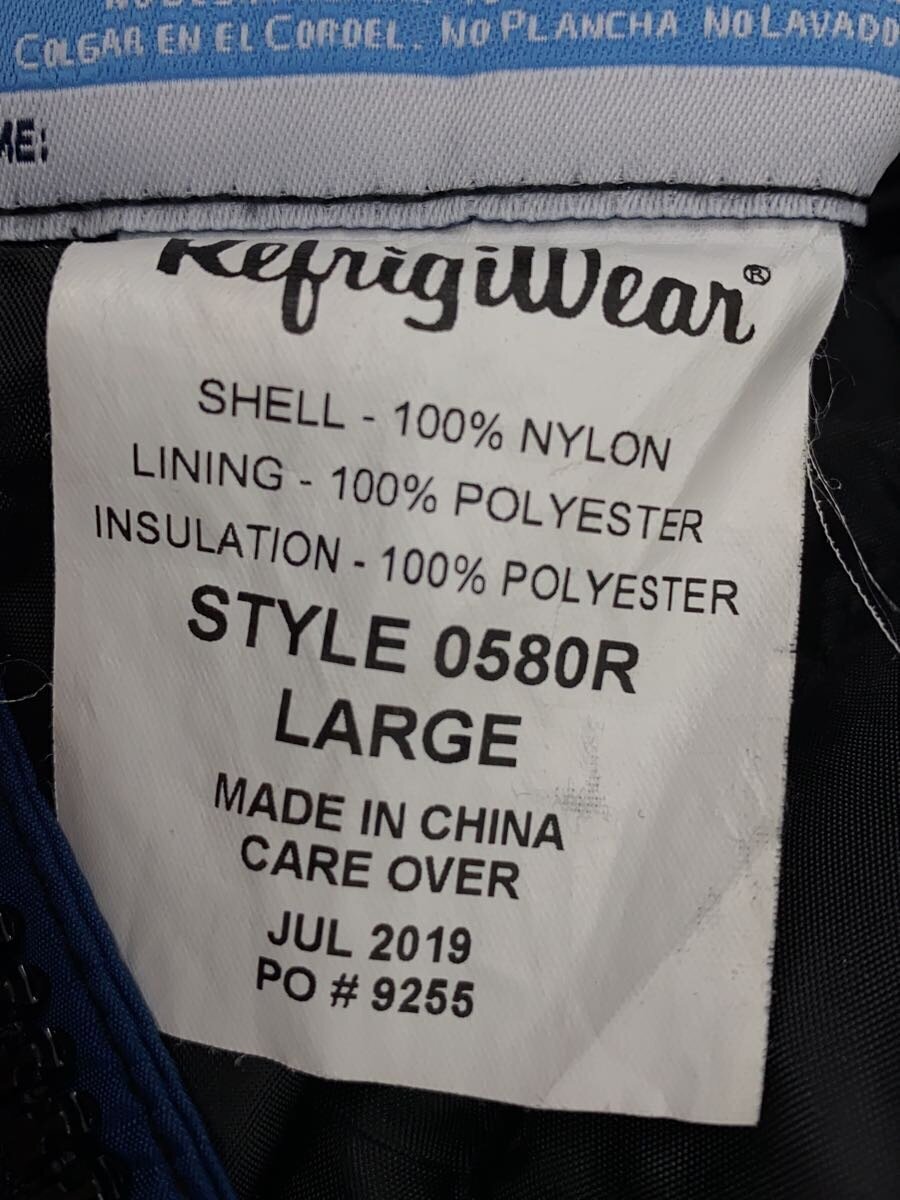 COLGAR EN EL CORDEL. NO PLANCHA NO LAVADO
ME:
RefrigiWear®
SHELL - 100% NYLON
LINING - 100% POLYESTER
INSULATION - 100% POLYESTER
STYLE 0580R
LARGE
MADE IN CHINA
CARE OVER
JUL 2019
PO # 9255